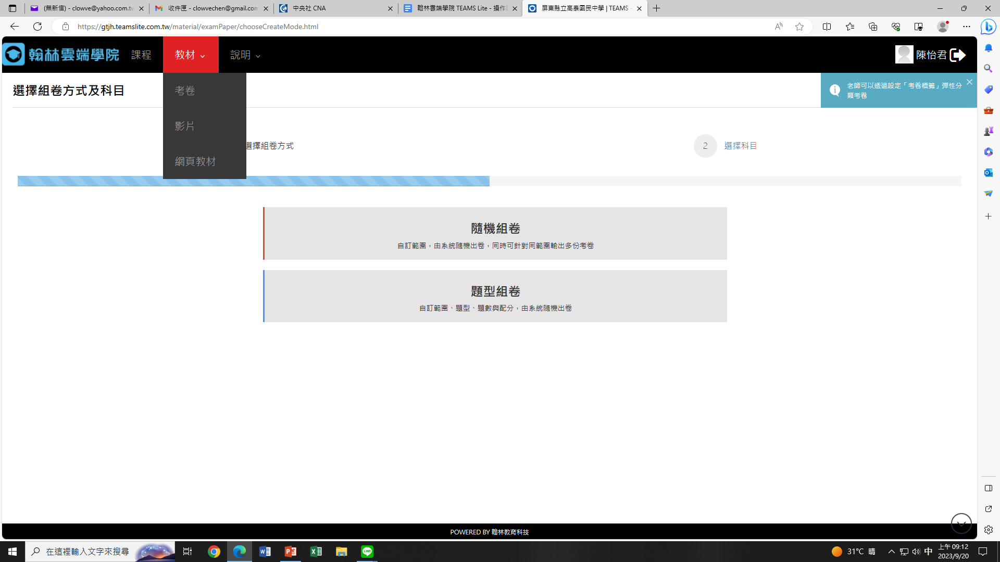 (無新信) - clowve@yahoo.com.tw
收件匣 - clowvechen@gmail.com
中央社 CNA
翰林雲端學院 TEAMS Lite - 操作
屏東縣立高泰國民中學 | TEAMS -
https://gtjh.teamslite.com.tw/material/examPaper/chooseCreateMode.html
翰林雲端學院
課程
教材
說明
陳怡君
選擇組卷方式及科目
考卷
影片
網頁教材
老師可以透過設定「考卷標籤」彈性分
類考卷
選擇組卷方式
2
選擇科目
隨機組卷
自訂範圍，由系統隨機出卷，同時可針對同範圍輸出多份考卷
題型組卷
自訂範圍、題型、題數與配分，由系統隨機出卷
POWERED BY 翰林教育科技
在這裡輸入文字來搜尋
31°C 晴
中
上午 09:12
2023/9/20